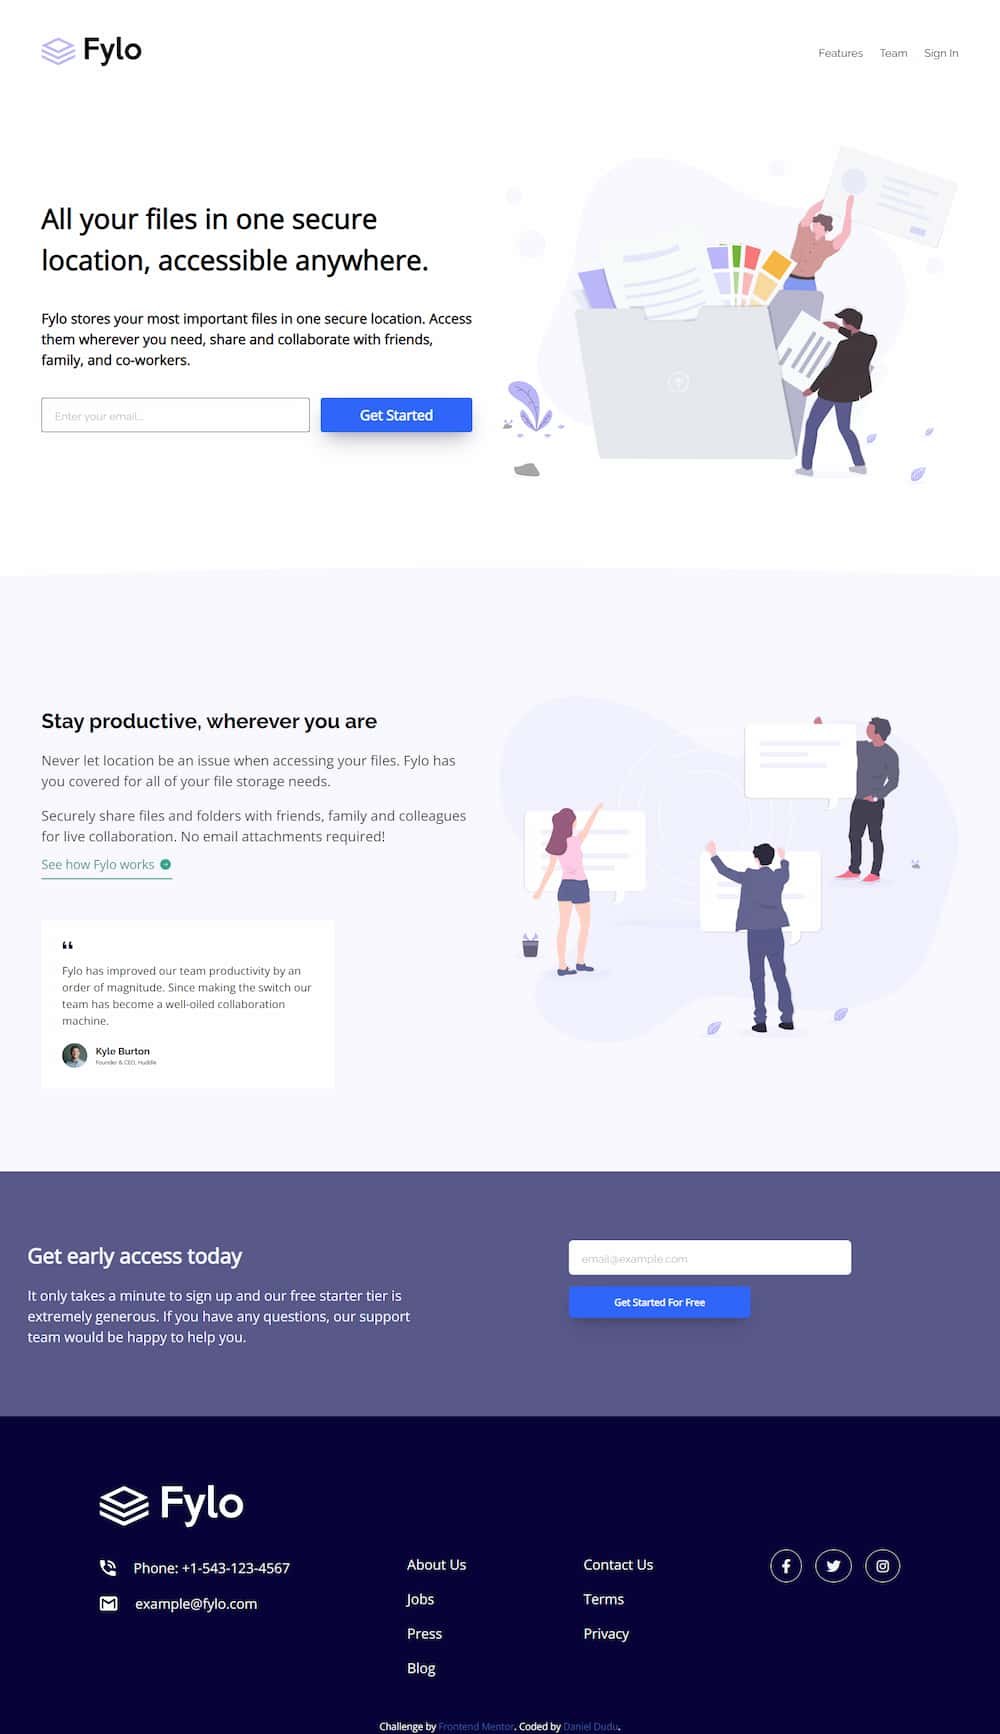 Fylo
Features Team Sign In
All your files in one secure
location, accessible anywhere.
Fylo stores your most important files in one secure location. Access
them wherever you need, share and collaborate with friends,
family, and co-workers.
Enter your email...
Get Started
Stay productive, wherever you are
Never let location be an issue when accessing your files. Fylo has
you covered for all of your file storage needs.
Securely share files and folders with friends, family and colleagues
for live collaboration. No email attachments required!
See how Fylo works
“
Fylo has improved our team productivity by an
order of magnitude. Since making the switch our
team has become a well-oiled collaboration
machine.
Kyle Burton
Founder & CEO, Huddle
Get early access today
It only takes a minute to sign up and our free starter tier is
extremely generous. If you have any questions, our support
team would be happy to help you.
email@example.com
Get Started For Free
Fylo
Phone: +1-543-123-4567
example@fylo.com
About Us
Jobs
Press
Blog
Contact Us
Terms
Privacy
Challenge by Frontend Mentor. Coded by Daniel Dudu.